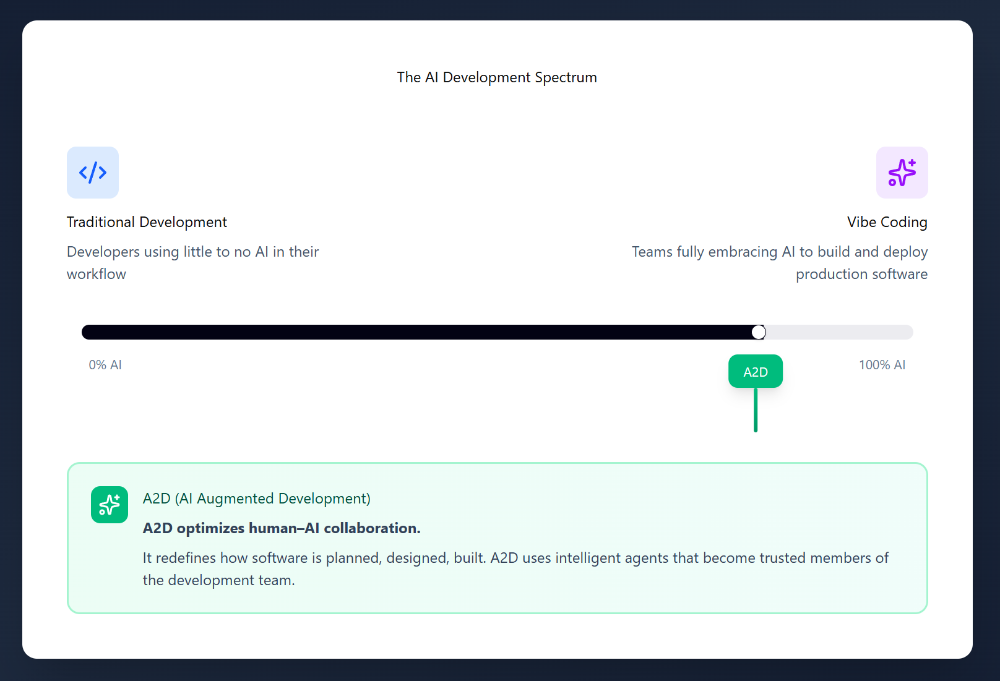 The AI Development Spectrum
Traditional Development
Developers using little to no AI in their
workflow
Vibe Coding
Teams fully embracing AI to build and deploy
production software
0% AI
A2D
100% AI
A2D (AI Augmented Development)
A2D optimizes human–AI collaboration.
It redefines how software is planned, designed, built. A2D uses intelligent agents that become trusted members of
the development team.